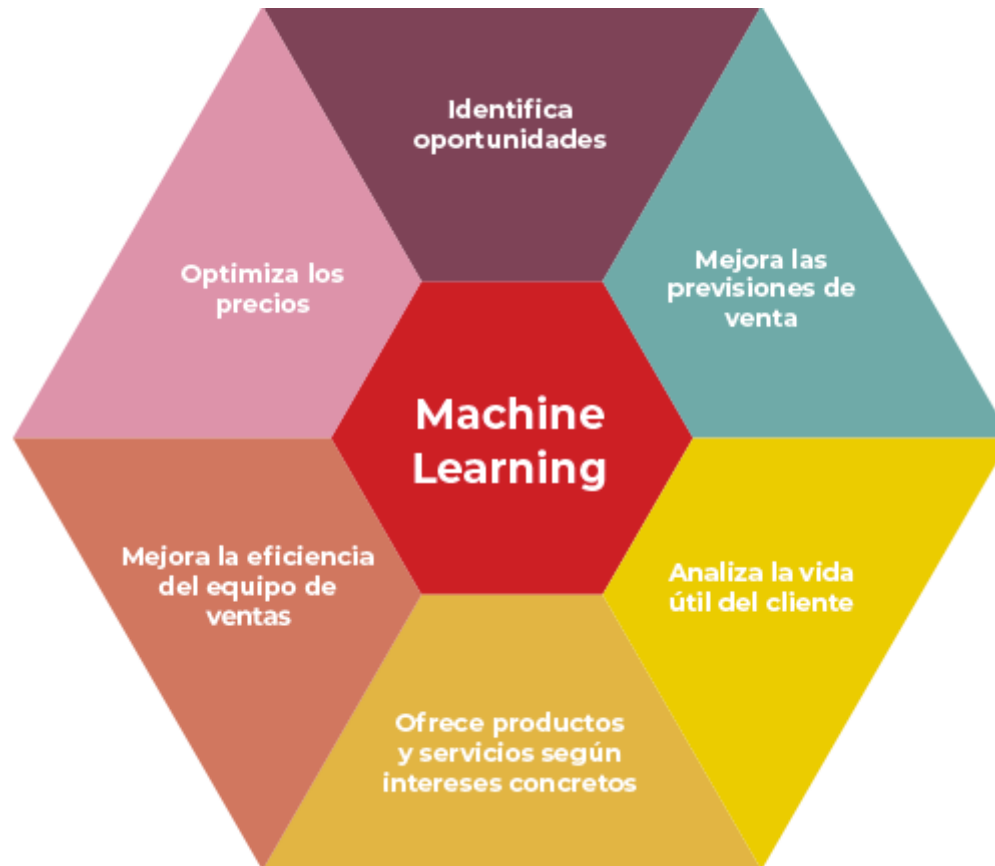 Identifica
oportunidades
Mejora las
previsiones de
venta
Optimiza los
precios
Machine
Learning
Mejora la eficiencia
del equipo de
ventas
Analiza la vida
útil del cliente
Ofrece productos
y servicios según
intereses concretos